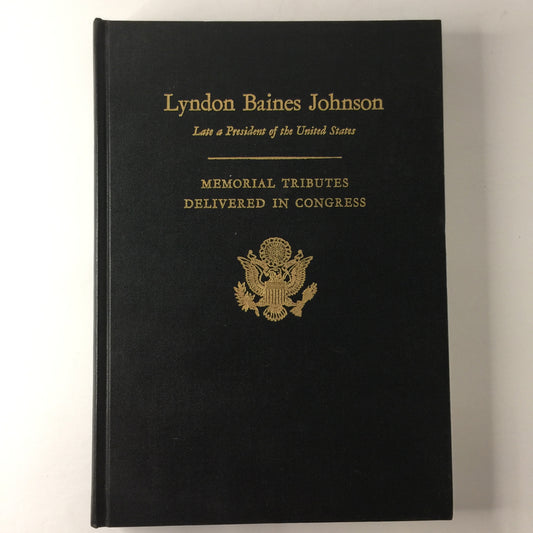 Lyndon Baines Johnson
Late a President of the United States
MEMORIAL TRIBUTES
DELIVERED IN CONGRESS